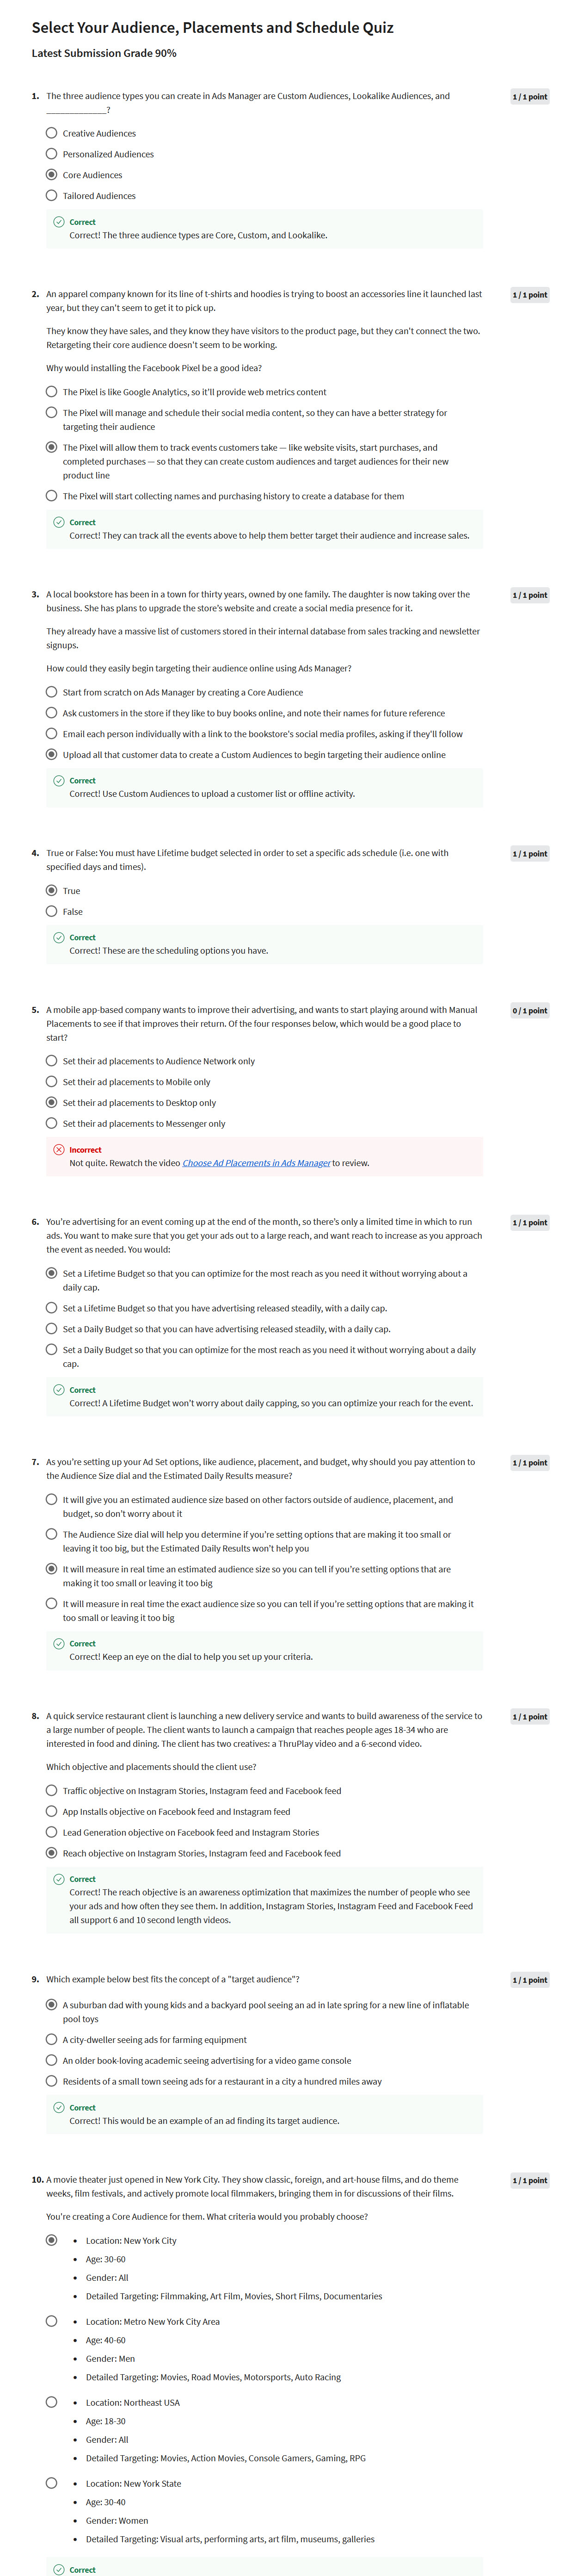 Select Your Audience, Placements and Schedule Quiz
Latest Submission Grade 90%
1. The three audience types you can create in Ads Manager are Custom Audiences, Lookalike Audiences, and
____________?
1 / 1 point
Creative Audiences
Personalized Audiences
Core Audiences
Tailored Audiences
Correct
Correct! The three audience types are Core, Custom, and Lookalike.
2. An apparel company known for its line of t-shirts and hoodies is trying to boost an accessories line it launched last
year, but they can't seem to get it to pick up.
1 / 1 point
They know they have sales, and they know they have visitors to the product page, but they can't connect the two.
Retargeting their core audience doesn't seem to be working.
Why would installing the Facebook Pixel be a good idea?
The Pixel is like Google Analytics, so it'll provide web metrics content
The Pixel will manage and schedule their social media content, so they can have a better strategy for
targeting their audience
The Pixel will allow them to track events customers take — like website visits, start purchases, and
completed purchases — so that they can create custom audiences and target audiences for their new
product line
The Pixel will start collecting names and purchasing history to create a database for them
Correct
Correct! They can track all the events above to help them better target their audience and increase sales.
3. A local bookstore has been in a town for thirty years, owned by one family. The daughter is now taking over the
business. She has plans to upgrade the store's website and create a social media presence for it.
1 / 1 point
They already have a massive list of customers stored in their internal database from sales tracking and newsletter
signups.
How could they easily begin targeting their audience online using Ads Manager?
Start from scratch on Ads Manager by creating a Core Audience
Ask customers in the store if they like to buy books online, and note their names for future reference
Email each person individually with a link to the bookstore's social media profiles, asking if they'll follow
Upload all that customer data to create a Custom Audiences to begin targeting their audience online
Correct
Correct! Use Custom Audiences to upload a customer list or offline activity.
4. True or False: You must have Lifetime budget selected in order to set a specific ads schedule (i.e. one with
specified days and times).
1 / 1 point
True
False
Correct
Correct! These are the scheduling options you have.
5. A mobile app-based company wants to improve their advertising, and wants to start playing around with Manual
Placements to see if that improves their return. Of the four responses below, which would be a good place to
start?
0 / 1 point
Set their ad placements to Audience Network only
Set their ad placements to Mobile only
Set their ad placements to Desktop only
Set their ad placements to Messenger only
Incorrect
Not quite. Rewatch the video Choose Ad Placements in Ads Manager to review.
6. You're advertising for an event coming up at the end of the month, so there's only a limited time in which to run
ads. You want to make sure that you get your ads out to a large reach, and want reach to increase as you approach
the event as needed. You would:
1 / 1 point
Set a Lifetime Budget so that you can optimize for the most reach as you need it without worrying about a
daily cap.
Set a Lifetime Budget so that you have advertising released steadily, with a daily cap.
Set a Daily Budget so that you can have advertising released steadily, with a daily cap.
Set a Daily Budget so that you can optimize for the most reach as you need it without worrying about a daily
cap.
Correct
Correct! A Lifetime Budget won't worry about daily capping, so you can optimize your reach for the event.
7. As you're setting up your Ad Set options, like audience, placement, and budget, why should you pay attention to
the Audience Size dial and the Estimated Daily Results measure?
1 / 1 point
It will give you an estimated audience size based on other factors outside of audience, placement, and
budget, so don't worry about it
The Audience Size dial will help you determine if you're setting options that are making it too small or
leaving it too big, but the Estimated Daily Results won't help you
It will measure in real time an estimated audience size so you can tell if you're setting options that are
making it too small or leaving it too big
It will measure in real time the exact audience size so you can tell if you're setting options that are making it
too small or leaving it too big
Correct
Correct! Keep an eye on the dial to help you set up your criteria.
8. A quick service restaurant client is launching a new delivery service and wants to build awareness of the service to
a large number of people. The client wants to launch a campaign that reaches people ages 18-34 who are
interested in food and dining. The client has two creatives: a ThruPlay video and a 6-second video.
1 / 1 point
Which objective and placements should the client use?
Traffic objective on Instagram Stories, Instagram feed and Facebook feed
App Installs objective on Facebook feed and Instagram feed
Lead Generation objective on Facebook feed and Instagram Stories
Reach objective on Instagram Stories, Instagram feed and Facebook feed
Correct
Correct! The reach objective is an awareness optimization that maximizes the number of people who see
your ads and how often they see them. In addition, Instagram Stories, Instagram Feed and Facebook Feed
all support 6 and 10 second length videos.
9. Which example below best fits the concept of a "target audience"?
1 / 1 point
A suburban dad with young kids and a backyard pool seeing an ad in late spring for a new line of inflatable
pool toys
A city-dweller seeing ads for farming equipment
An older book-loving academic seeing advertising for a video game console
Residents of a small town seeing ads for a restaurant in a city a hundred miles away
Correct
Correct! This would be an example of an ad finding its target audience.
10. A movie theater just opened in New York City. They show classic, foreign, and art-house films, and do theme
weeks, film festivals, and actively promote local filmmakers, bringing them in for discussions of their films.
1 / 1 point
You're creating a Core Audience for them. What criteria would you probably choose?
• Location: New York City
• Age: 30-60
• Gender: All
• Detailed Targeting: Filmmaking, Art Film, Movies, Short Films, Documentaries
• Location: Metro New York City Area
• Age: 40-60
• Gender: Men
• Detailed Targeting: Movies, Road Movies, Motorsports, Auto Racing
• Location: Northeast USA
• Age: 18-30
• Gender: All
• Detailed Targeting: Movies, Action Movies, Console Gamers, Gaming, RPG
• Location: New York State
• Age: 30-40
• Gender: Women
• Detailed Targeting: Visual arts, performing arts, art film, museums, galleries
Correct